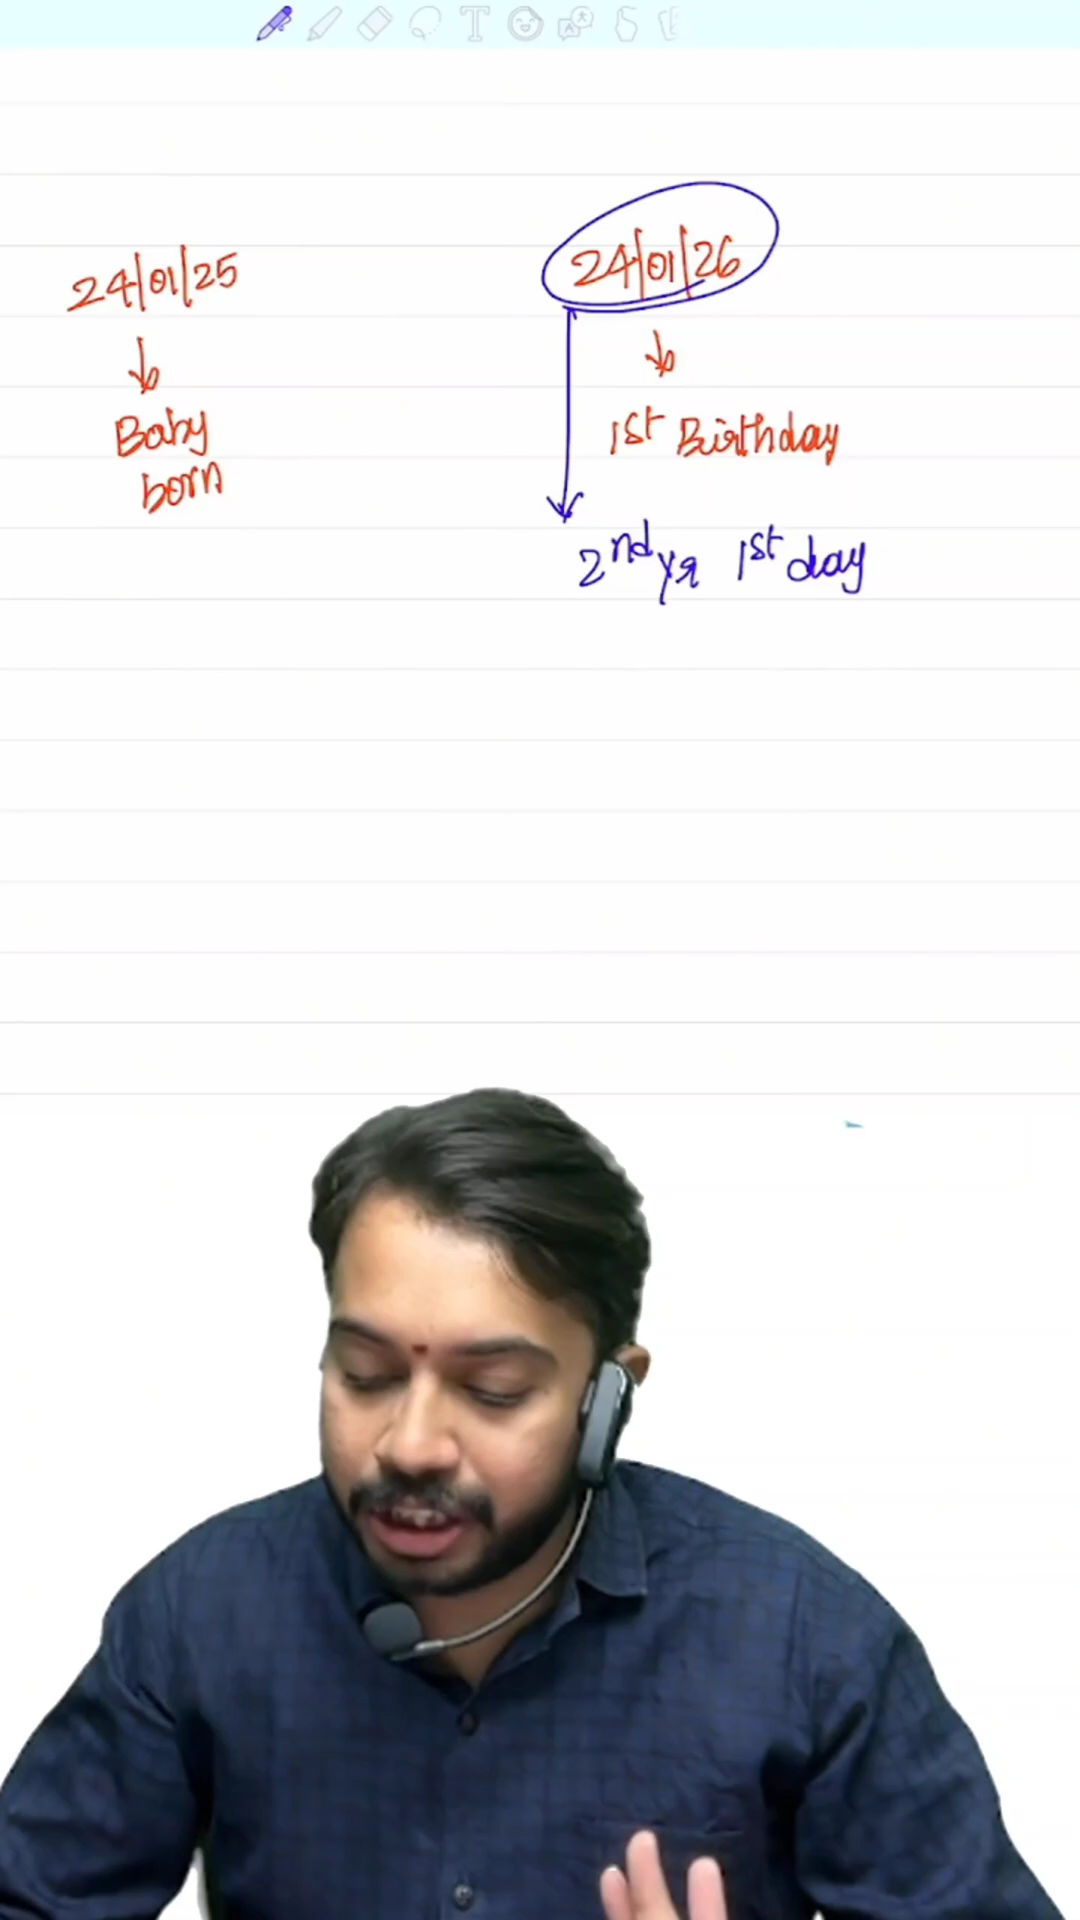 24/01/25
24/01/26
Baby
born
1st Birthday
2nd yr 1st day